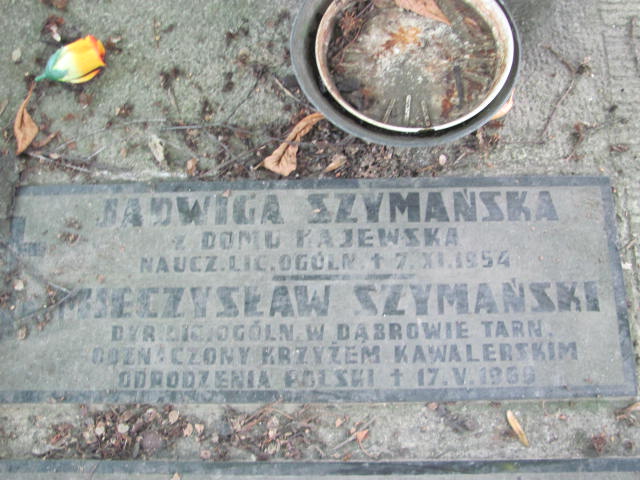 JADWIGA SZYMAŃSKA
Z DOMU KAJEWSKA
NAUCZ. LIC. OGÓLN. † 7. XI. 1954
MIECZYSŁAW SZYMAŃSKI
DYR. LIC. OGÓLN. W DĄBROWIE TARN.
ODZNACZONY KRZYŻEM KAWALERSKIM
ODRODZENIA POLSKI † 17. V.